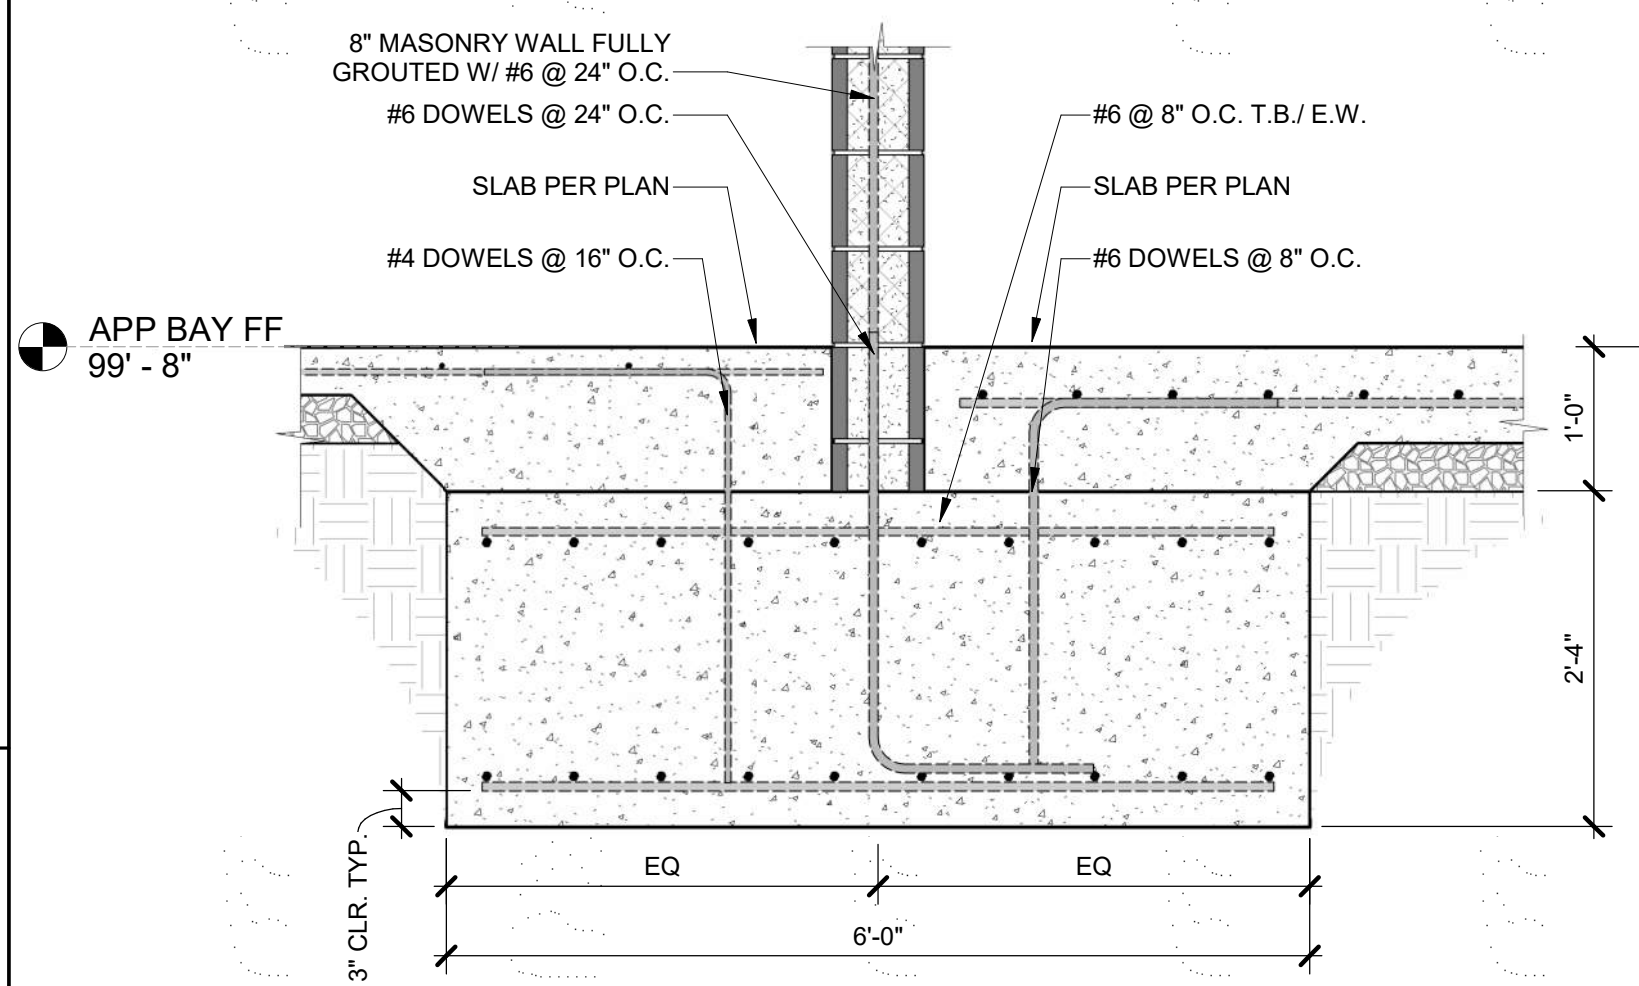 8" MASONRY WALL FULLY
GROUTED W/ #6 @ 24" O.C.
#6 DOWELS @ 24" O.C.
SLAB PER PLAN
#4 DOWELS @ 16" O.C.
#6 @ 8" O.C. T.B./ E.W.
SLAB PER PLAN
#6 DOWELS @ 8" O.C.
APP BAY FF
99' - 8"
1'-0"
2'-4"
3" CLR. TYP.
EQ
EQ
6'-0"